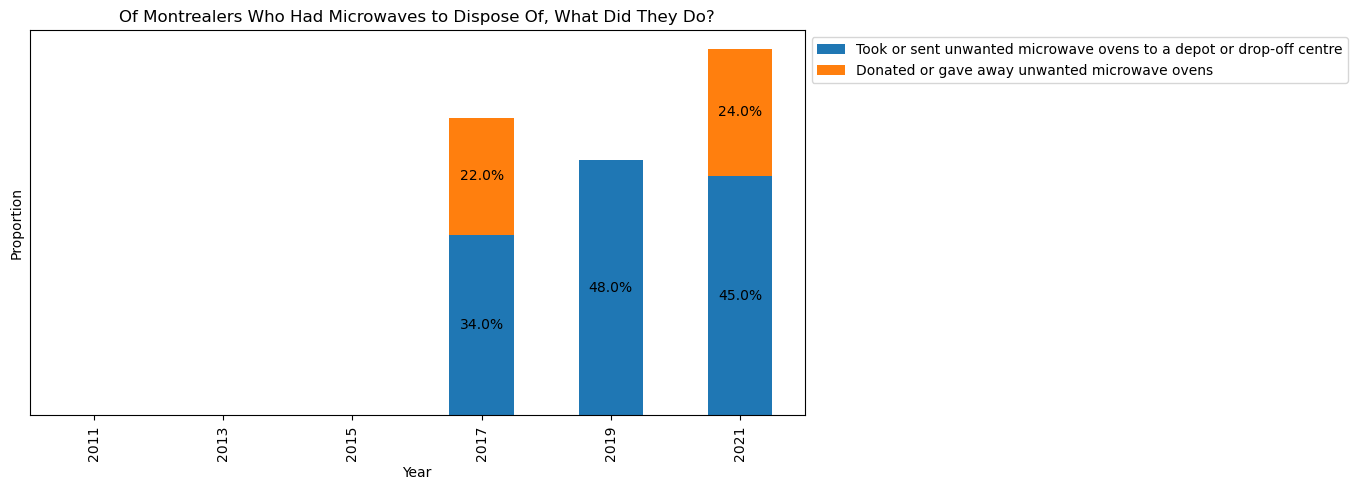 Of Montrealers Who Had Microwaves to Dispose Of, What Did They Do?
Took or sent unwanted microwave ovens to a depot or drop-off centre
Donated or gave away unwanted microwave ovens
24.0%
22.0%
48.0%
45.0%
34.0%
Proportion
2011
2013
2015
2017
2019
2021
Year